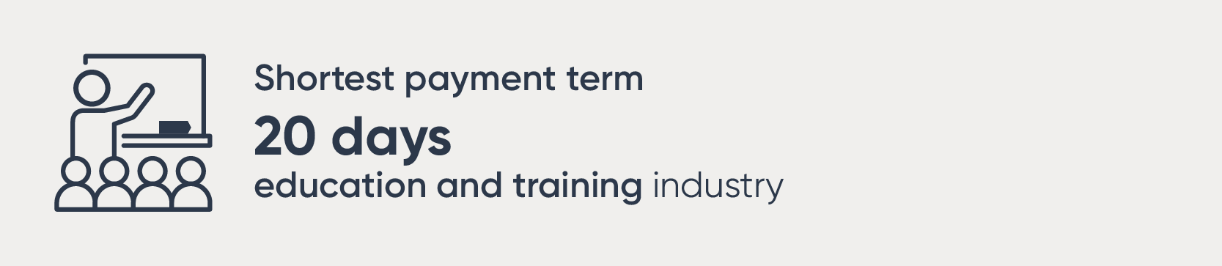 Shortest payment term
20 days
education and training industry